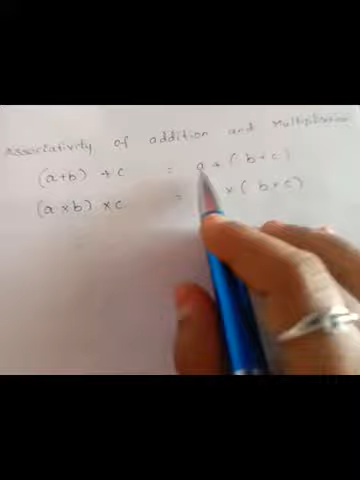 Associativity of addition and Multiplication
(a+b) + c = a + (b+c)
(a×b) ×c = × ( b×c)